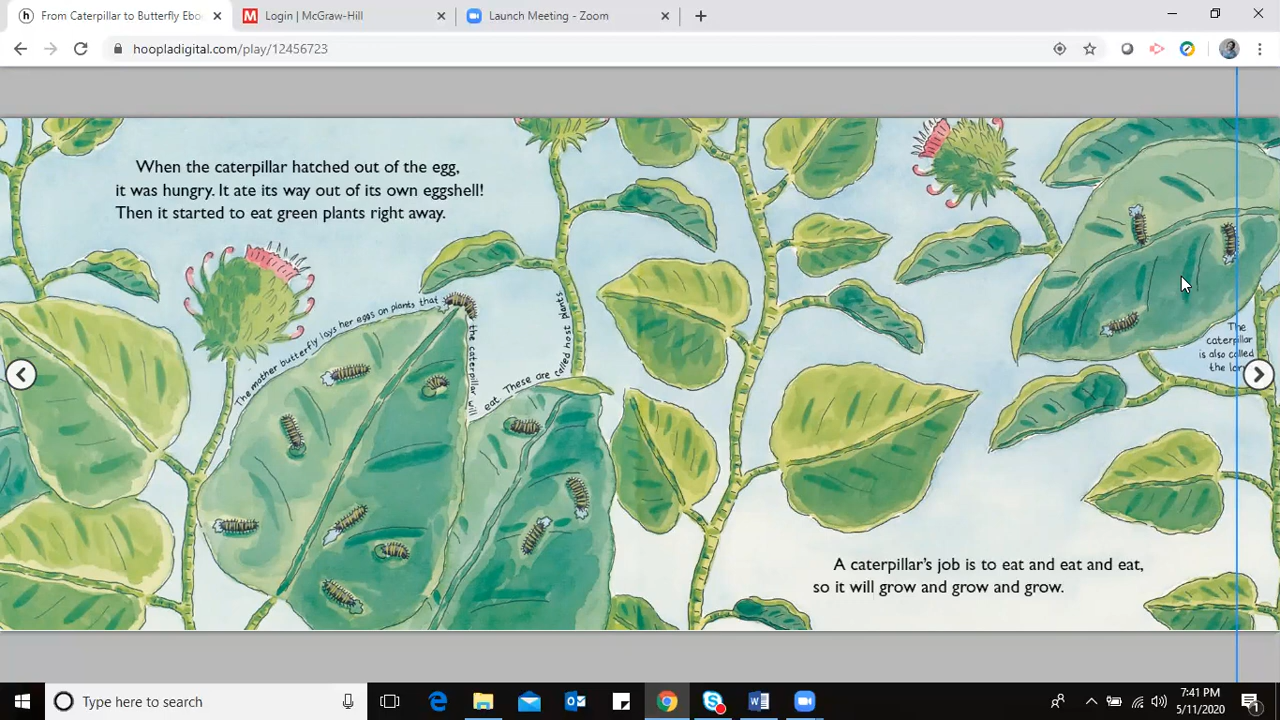 From Caterpillar to Butterfly Ebo
Login | McGraw-Hill
Launch Meeting - Zoom
hoopladigital.com/play/12456723
When the caterpillar hatched out of the egg,
it was hungry. It ate its way out of its own eggshell!
Then it started to eat green plants right away.
The mother butterfly lays her eggs on plants that
the caterpillar will
eat. These are called host plants.
The
caterpillar
is also called
the lar
A caterpillar's job is to eat and eat and eat,
so it will grow and grow and grow.
Type here to search
7:41 PM
5/11/2020